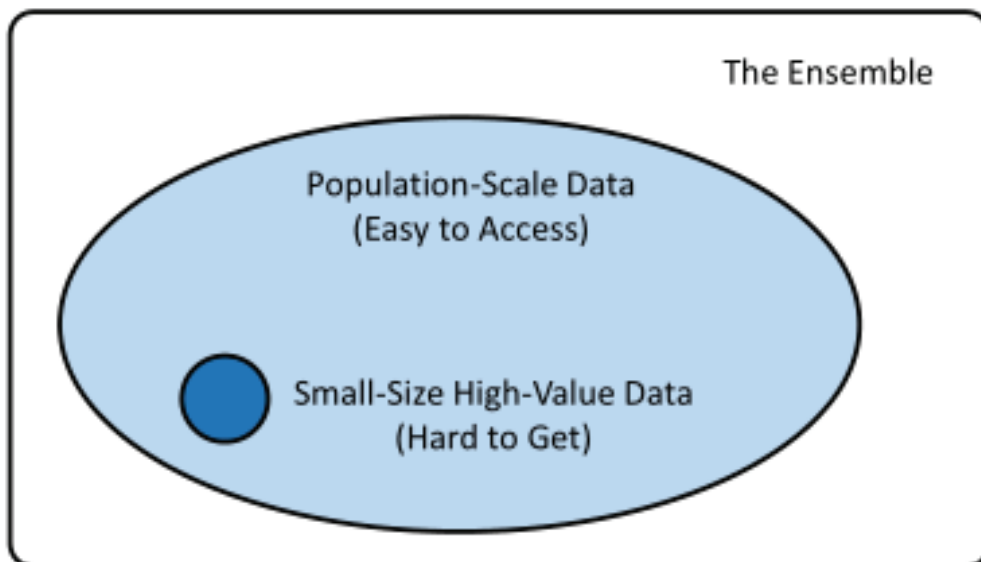 The Ensemble
Population-Scale Data
(Easy to Access)
Small-Size High-Value Data
(Hard to Get)